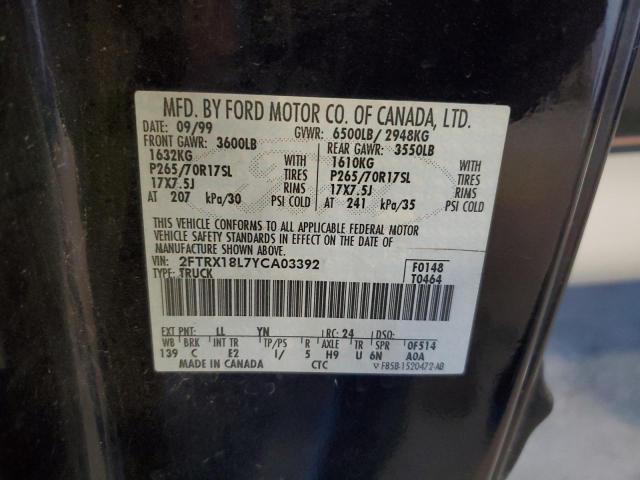 MFD. BY FORD MOTOR CO. OF CANADA, LTD.
DATE: 09/99 GVWR: 6500LB/ 2948KG
FRONT GAWR: 3600LB REAR GAWR: 3550LB
1632KG WITH 1610KG WITH
P265/70R17SL TIRES P265/70R17SL TIRES
17X7.5J RIMS 17X7.5J RIMS
AT 207 kPa/30 PSI COLD AT 241 kPa/35 PSI COLD
THIS VEHICLE CONFORMS TO ALL APPLICABLE FEDERAL MOTOR
VEHICLE SAFETY STANDARDS IN EFFECT ON THE DATE OF
MANUFACTURE SHOWN ABOVE.
VEHICLE IDENTIFICATION NO. 2FTRX18L7YCA03392 F0148
TYPE: TRUCK T0464
EXT PNT: LL YN RC: 24 DSO:
WB BRK INT TR TP/PS R AXLE TR SPR 0F514
139 C E2 1/ 5 H9 U 6N A0A
MADE IN CANADA CTC F85B-1520472-AB